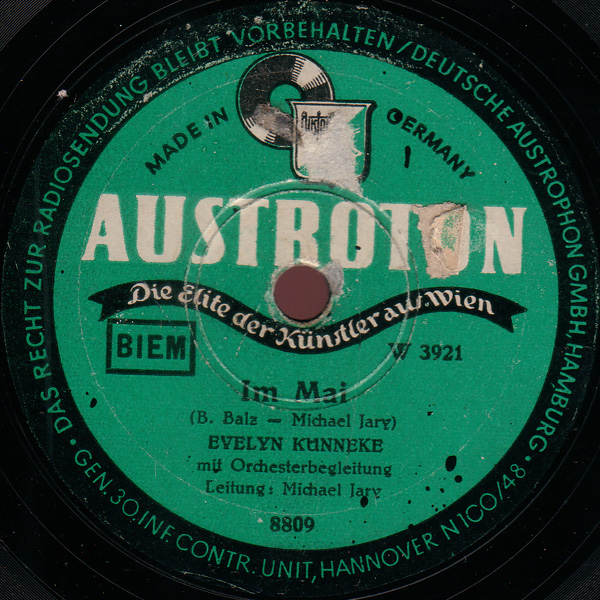 DAS RECHT ZUR RADIOSENDUNG BLEIBT VORBEHALTEN / DEUTSCHE AUSTROPHON GMBH. HAMBURG
MADE IN GERMANY
AUSTROTON
Die Elite der Künstler aus Wien
BIEM
W 3921
Im Mai
(B. Balz — Michael Jary)
EVELYN KUNNEKE
mit Orchesterbegleitung
Leitung: Michael Jary
8809
GEN. 30. INF CONTR. UNIT, HANNOVER N 100/48